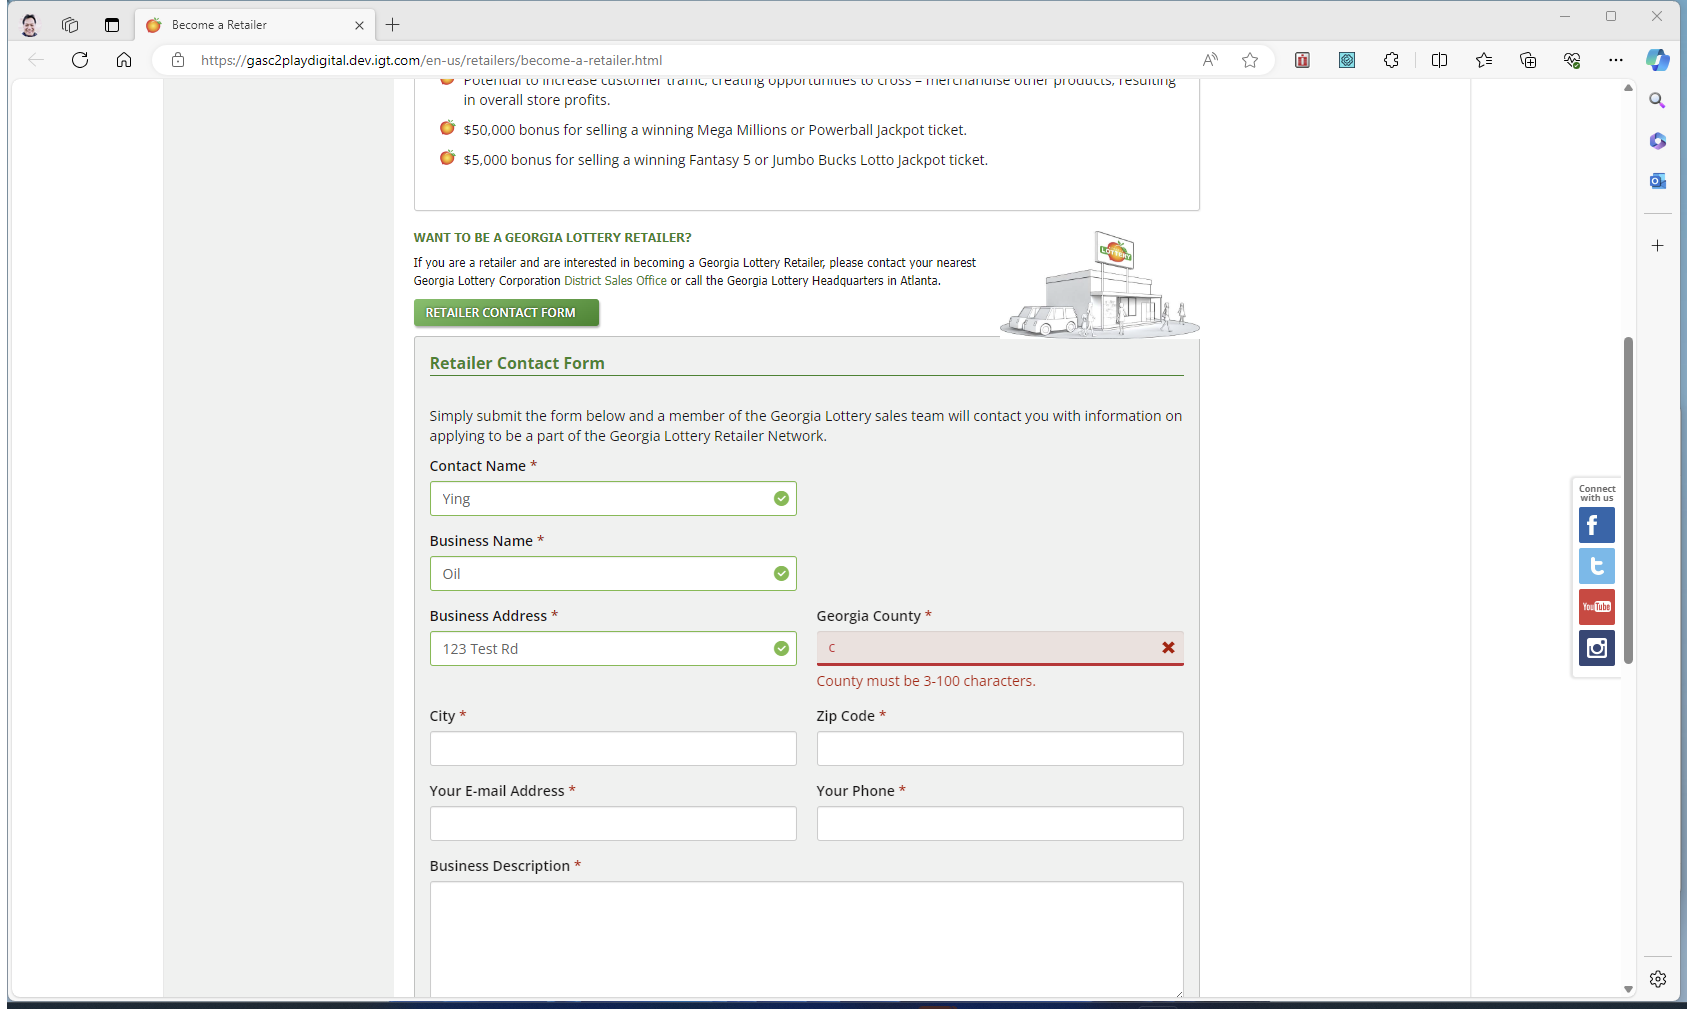 Become a Retailer
https://gasc2playdigital.dev.igt.com/en-us/retailers/become-a-retailer.html
Potential to increase customer traffic, creating opportunities to cross – merchandise other products, resulting
in overall store profits.
$50,000 bonus for selling a winning Mega Millions or Powerball Jackpot ticket.
$5,000 bonus for selling a winning Fantasy 5 or Jumbo Bucks Lotto Jackpot ticket.
WANT TO BE A GEORGIA LOTTERY RETAILER?
If you are a retailer and are interested in becoming a Georgia Lottery Retailer, please contact your nearest
Georgia Lottery Corporation District Sales Office or call the Georgia Lottery Headquarters in Atlanta.
LOTTERY
RETAILER CONTACT FORM
Retailer Contact Form
Simply submit the form below and a member of the Georgia Lottery sales team will contact you with information on
applying to be a part of the Georgia Lottery Retailer Network.
Contact Name *
Ying
Business Name *
Oil
Business Address *
Georgia County *
123 Test Rd
c
County must be 3-100 characters.
City *
Zip Code *
Your E-mail Address *
Your Phone *
Business Description *
Connect
with us
YouTube